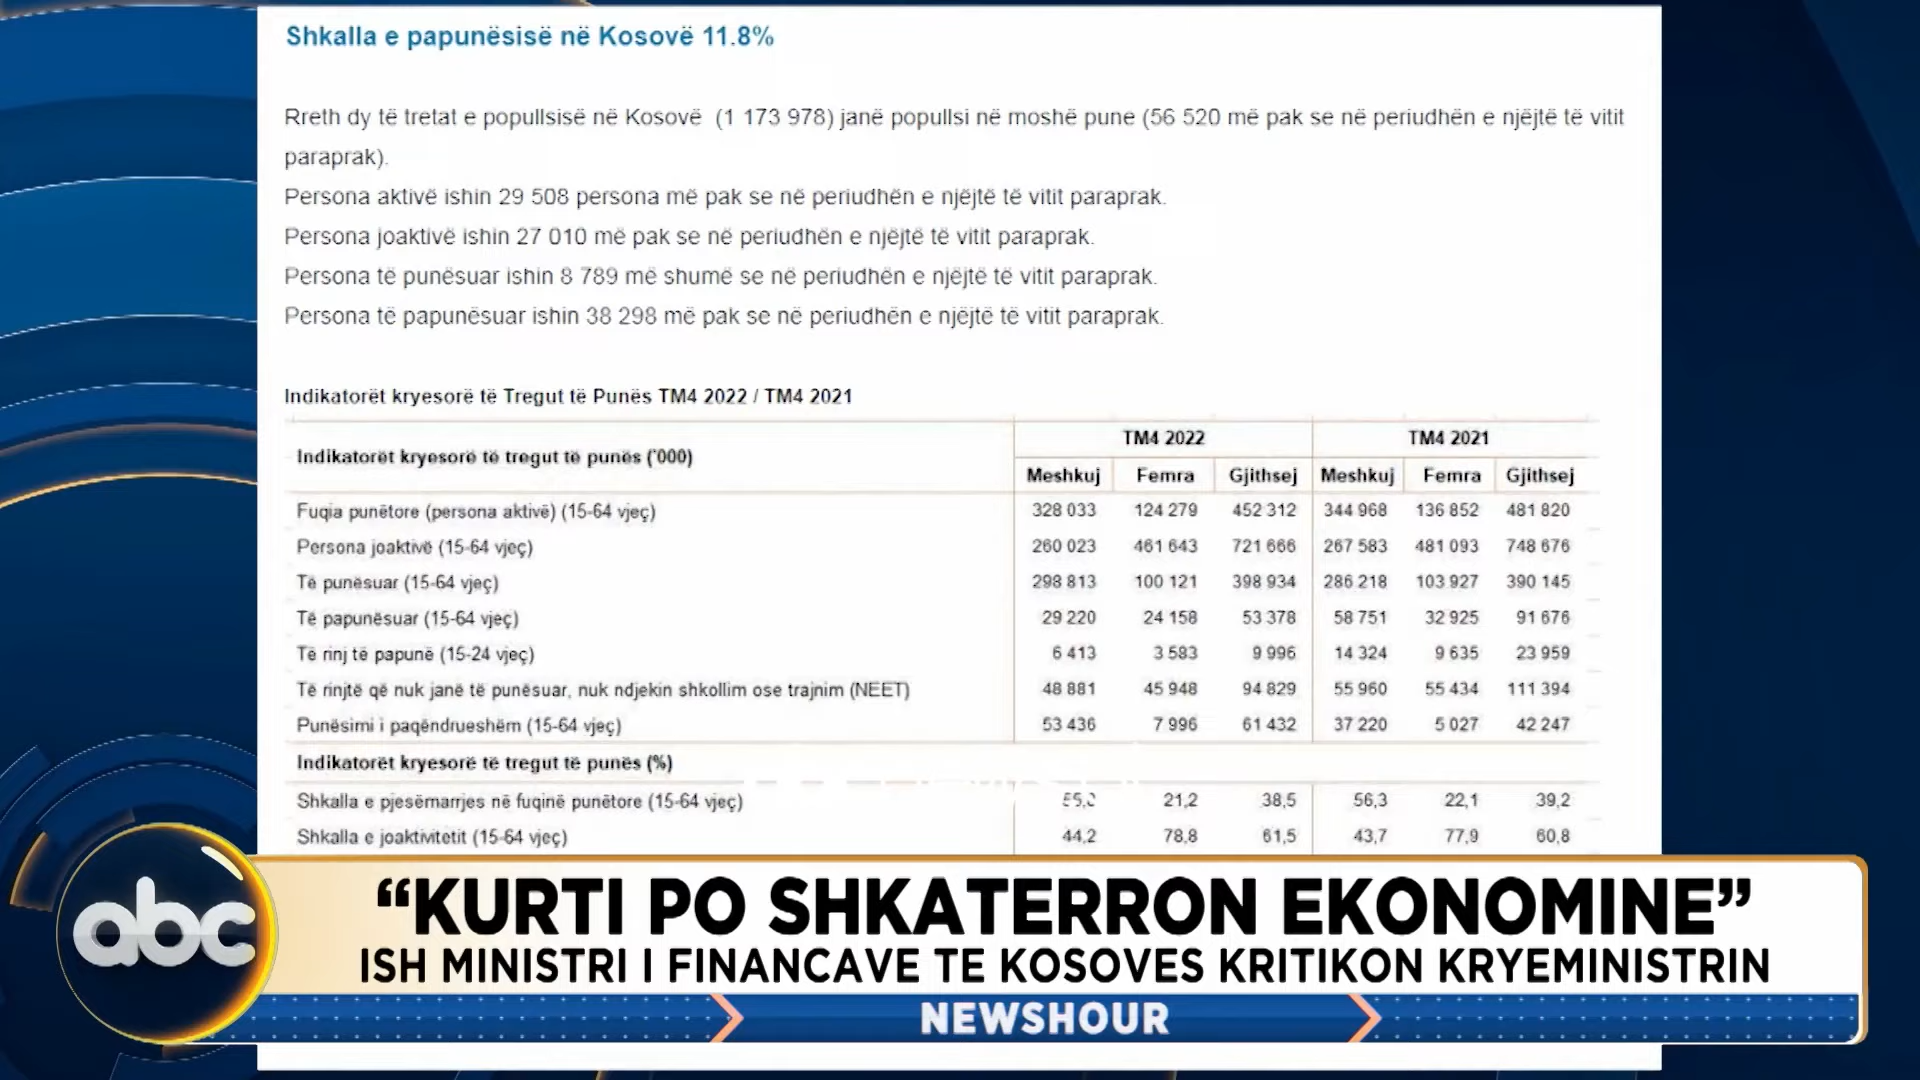 Shkalla e papunësisë në Kosovë 11.8%
Rreth dy të tretat e popullsisë në Kosovë (1 173 978) janë popullsi në moshë pune (56 520 më pak se në periudhën e njëjtë të vitit
paraprak).
Persona aktivë ishin 29 508 persona më pak se në periudhën e njëjtë të vitit paraprak.
Persona joaktivë ishin 27 010 më pak se në periudhën e njëjtë të vitit paraprak.
Persona të punësuar ishin 8 789 më shumë se në periudhën e njëjtë të vitit paraprak.
Persona të papunësuar ishin 38 298 më pak se në periudhën e njëjtë të vitit paraprak.
Indikatorët kryesorë të Tregut të Punës TM4 2022 / TM4 2021
TM4 2022 TM4 2021
Indikatorët kryesorë të tregut të punës ('000)
Meshkuj Femra Gjithsej Meshkuj Femra Gjithsej
Fuqia punëtore (persona aktivë) (15-64 vjeç) 328 033 124 279 452 312 344 968 136 852 481 820
Persona joaktivë (15-64 vjeç) 260 023 461 643 721 666 267 583 481 093 748 676
Të punësuar (15-64 vjeç) 298 813 100 121 398 934 286 218 103 927 390 145
Të papunësuar (15-64 vjeç) 29 220 24 158 53 378 58 751 32 925 91 676
Të rinj të papunë (15-24 vjeç) 6 413 3 583 9 996 14 324 9 635 23 959
Të rinjtë që nuk janë të punësuar, nuk ndjekin shkollim ose trajnim (NEET) 48 881 45 948 94 829 55 960 55 434 111 394
Punësimi i paqëndrueshëm (15-64 vjeç) 53 436 7 996 61 432 37 220 5 027 42 247
Indikatorët kryesorë të tregut të punës (%)
Shkalla e pjesëmarrjes në fuqinë punëtore (15-64 vjeç) 21,2 38,5 56,3 22,1 39,2
Shkalla e joaktivitetit (15-64 vjeç) 44,2 78,8 61,5 43,7 77,9 60,8
abc
“KURTI PO SHKATERRON EKONOMINE”
ISH MINISTRI I FINANCAVE TE KOSOVES KRITIKON KRYEMINISTRIN
NEWSHOUR